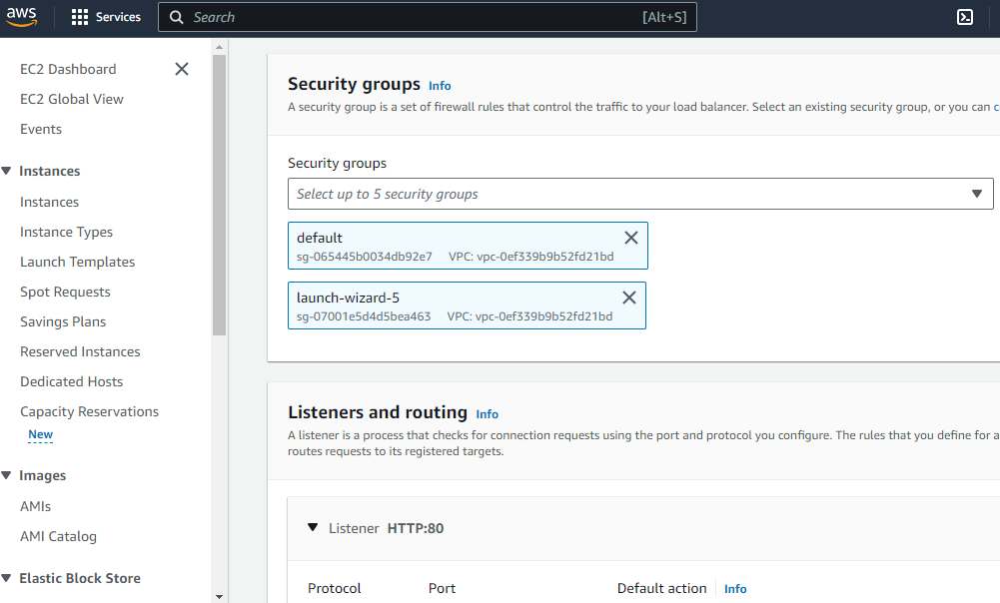 aws
Services
Search
[Alt+S]
EC2 Dashboard
EC2 Global View
Events
Instances
Instances
Instance Types
Launch Templates
Spot Requests
Savings Plans
Reserved Instances
Dedicated Hosts
Capacity Reservations
New
Images
AMIs
AMI Catalog
Elastic Block Store
Security groups Info
A security group is a set of firewall rules that control the traffic to your load balancer. Select an existing security group, or you can c
Security groups
Select up to 5 security groups
default
sg-065445b0034db92e7 VPC: vpc-0ef339b9b52fd21bd
launch-wizard-5
sg-07001e5d4d5bea463 VPC: vpc-0ef339b9b52fd21bd
Listeners and routing Info
A listener is a process that checks for connection requests using the port and protocol you configure. The rules that you define for a
routes requests to its registered targets.
Listener HTTP:80
Protocol Port Default action Info